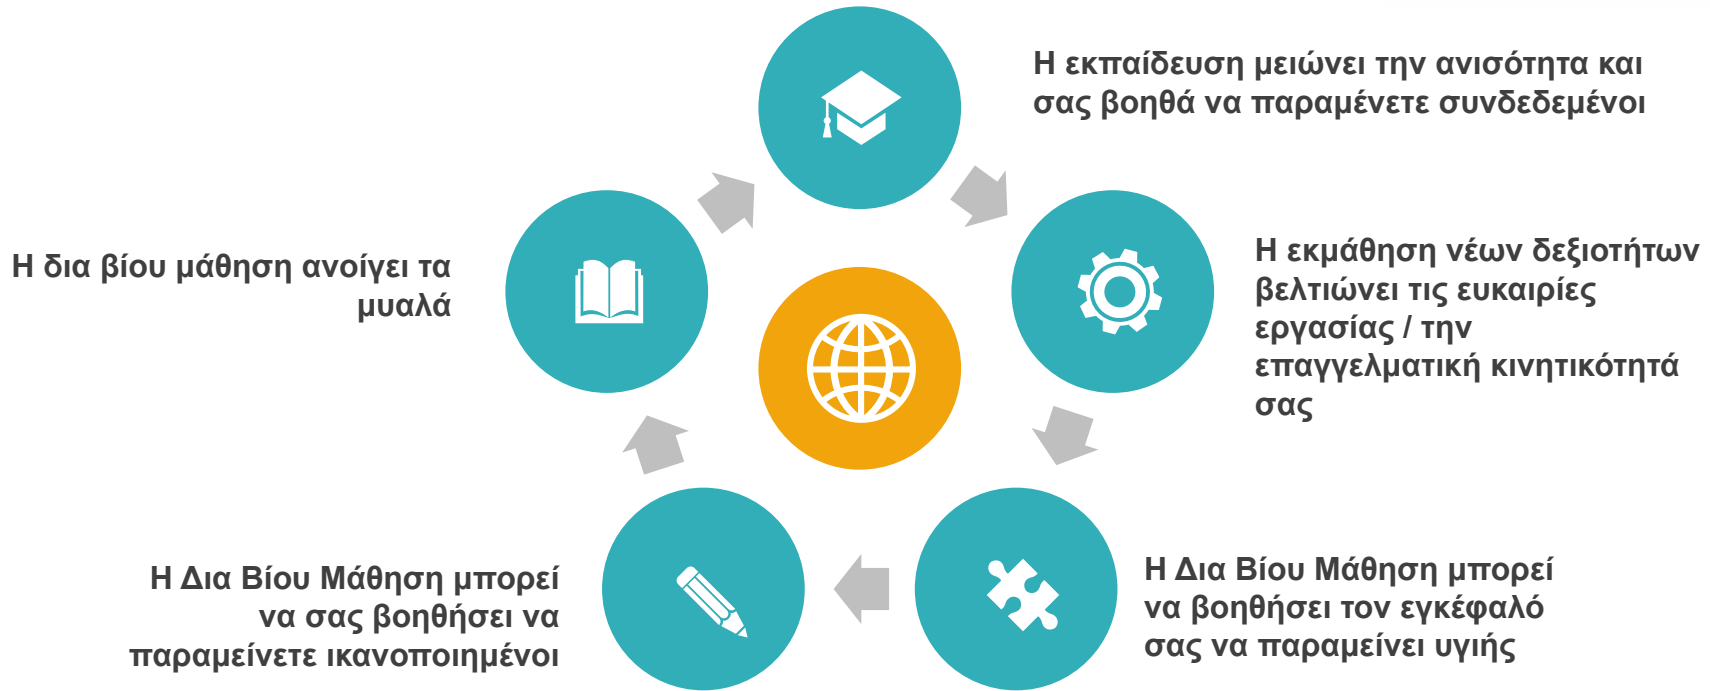 Η εκπαίδευση μειώνει την ανισότητα και
σας βοηθά να παραμένετε συνδεδεμένοι
Η εκμάθηση νέων δεξιοτήτων
βελτιώνει τις ευκαιρίες
εργασίας / την
επαγγελματική κινητικότητά
σας
Η Δια Βίου Μάθηση μπορεί
να βοηθήσει τον εγκέφαλό
σας να παραμείνει υγιής
Η Δια Βίου Μάθηση μπορεί
να σας βοηθήσει να
παραμείνετε ικανοποιημένοι
Η δια βίου μάθηση ανοίγει τα
μυαλά